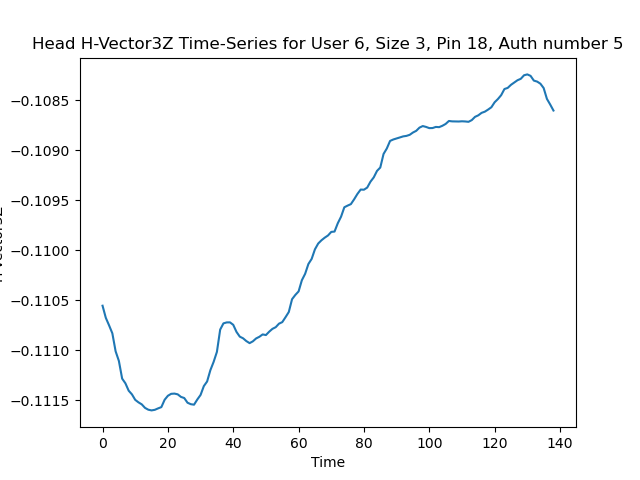 Head H-Vector3Z Time-Series for User 6, Size 3, Pin 18, Auth number 5
−0.1085
−0.1090
−0.1095
−0.1100
−0.1105
−0.1110
−0.1115
0 20 40 60 80 100 120 140
Time